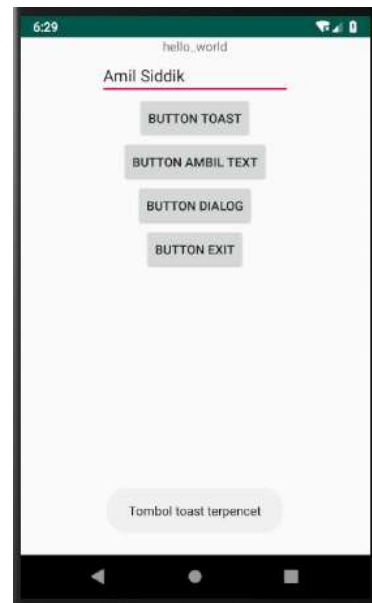 6:29
hello_world
Amil Siddik
BUTTON TOAST
BUTTON AMBIL TEXT
BUTTON DIALOG
BUTTON EXIT
Tombol toast terpencet